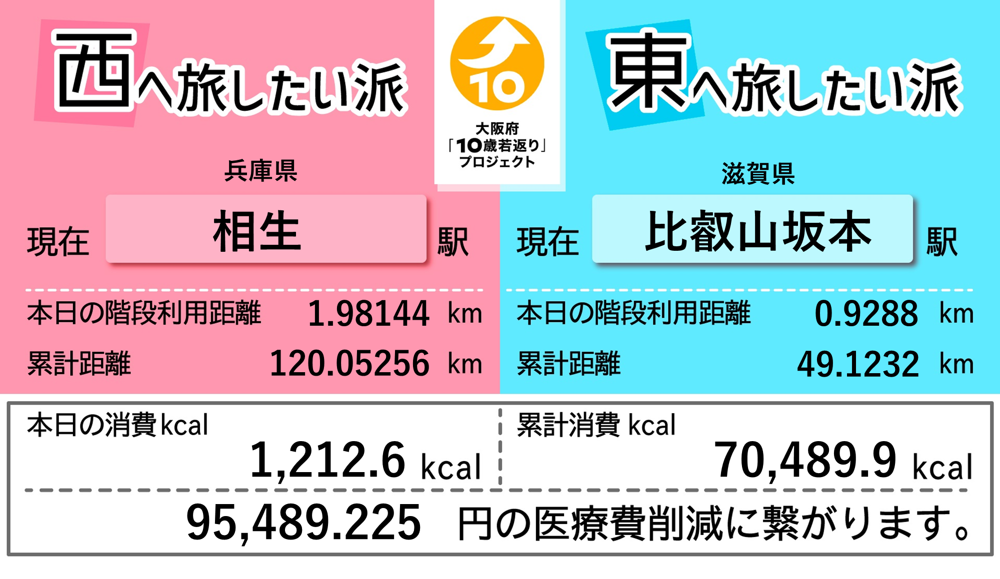 西へ旅したい派
兵庫県
現在 相生 駅
本日の階段利用距離 1.98144 km
累計距離 120.05256 km
10
大阪府
「10歳若返り」
プロジェクト
東へ旅したい派
滋賀県
現在 比叡山坂本 駅
本日の階段利用距離 0.9288 km
累計距離 49.1232 km
本日の消費kcal
1,212.6 kcal
累計消費 kcal
70,489.9 kcal
95,489.225 円の医療費削減に繋がります。